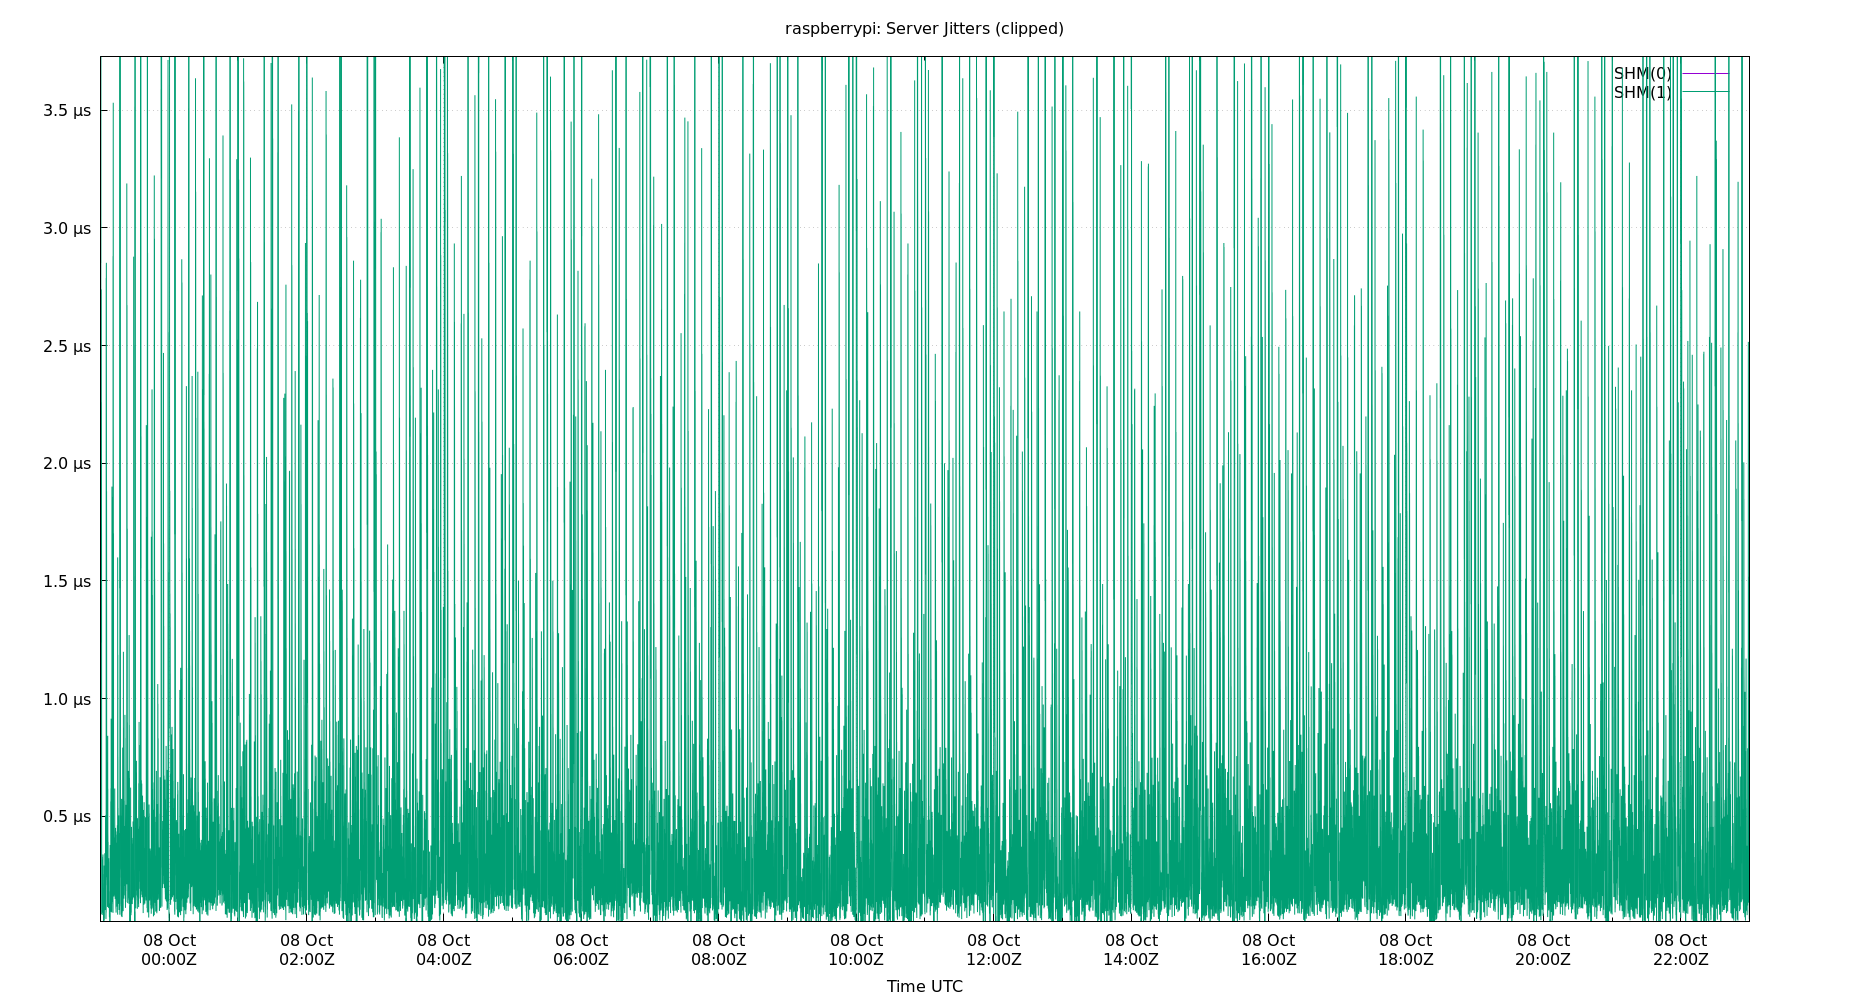 raspberrypi: Server Jitters (clipped)
SHM(0)
SHM(1)
3.5 µs
3.0 µs
2.5 µs
2.0 µs
1.5 µs
1.0 µs
0.5 µs
08 Oct 08 Oct 08 Oct 08 Oct 08 Oct 08 Oct 08 Oct 08 Oct 08 Oct 08 Oct 08 Oct 08 Oct
00:00Z 02:00Z 04:00Z 06:00Z 08:00Z 10:00Z 12:00Z 14:00Z 16:00Z 18:00Z 20:00Z 22:00Z
Time UTC